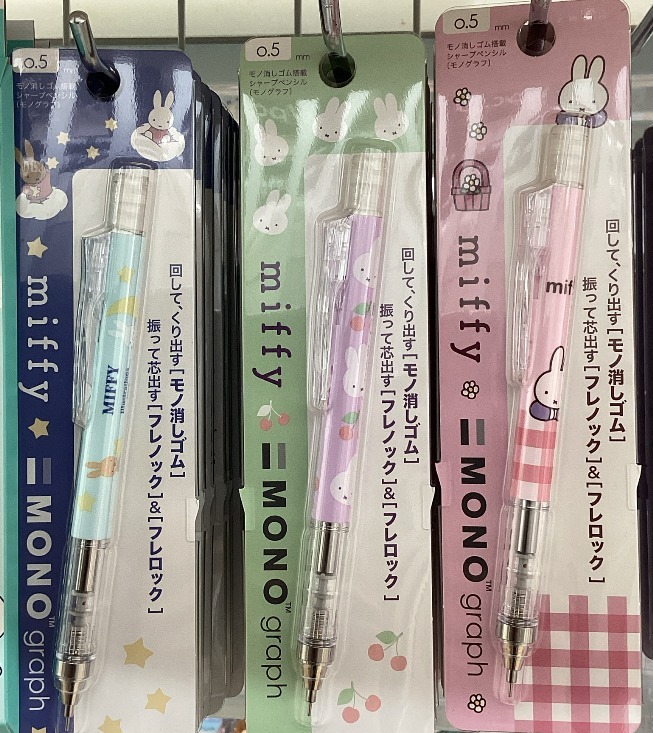 0.5 mm
モノ消しゴム搭載
シャープペンシル
(モノグラフ)
miffy
MONO™ graph
MIFFY
回して、くり出す[モノ消しゴム]
振って芯出す[フレノック]&[フレロック]
0.5 mm
モノ消しゴム搭載
シャープペンシル
(モノグラフ)
miffy
MONO™ graph
回して、くり出す[モノ消しゴム]
振って芯出す[フレノック]&[フレロック]
0.5 mm
モノ消しゴム搭載
シャープペンシル
(モノグラフ)
miffy
MONO™ graph
mif
回して、くり出す[モノ消しゴム]
振って芯出す[フレノック]&[フレロック]